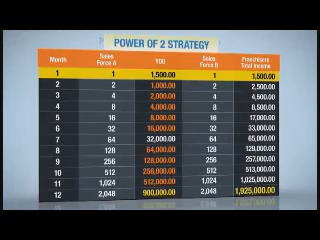 POWER OF 2 STRATEGY
Month Sales Force A YOU Sales Force B Franchisers Total Income
1 1 1,500.00 1 1,500.00
2 2 1,000.00 2 2,500.00
3 4 2,000.00 4 4,500.00
4 8 4,000.00 8 8,500.00
5 16 8,000.00 16 17,000.00
6 32 16,000.00 32 33,000.00
7 64 32,000.00 64 65,000.00
8 128 64,000.00 128 129,000.00
9 256 128,000.00 256 257,000.00
10 512 256,000.00 512 513,000.00
11 1,024 512,000.00 1,024 1,025,000.00
12 2,048 900,000.00 2,048 1,925,000.00